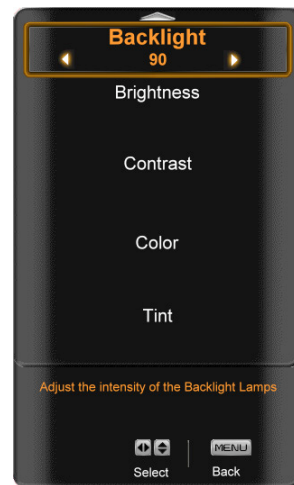 Backlight
90
Brightness
Contrast
Color
Tint
Adjust the intensity of the Backlight Lamps
MENU
Select Back